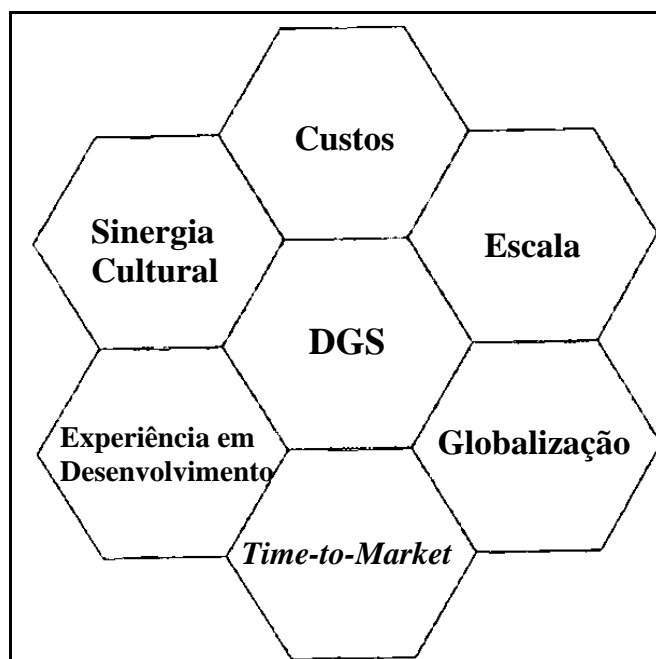 Custos
Sinergia
Cultural
Escala
DGS
Experiência em
Desenvolvimento
Globalização
Time-to-Market